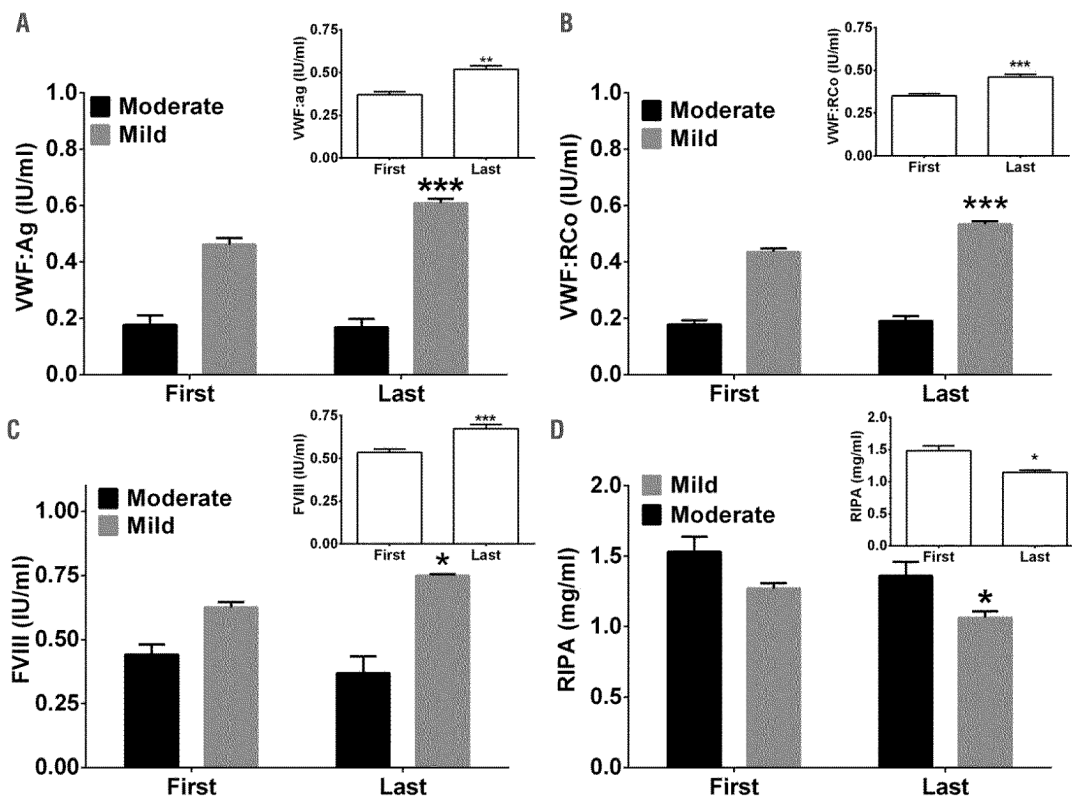 A
VWF:Ag (IU/ml)
1.0
0.8
0.6
0.4
0.2
0.0
Moderate
Mild
***
First Last
VWF:ag (IU/ml)
0.75
0.50
0.25
0.00
**
First Last
B
VWF:RCo (IU/ml)
1.0
0.8
0.6
0.4
0.2
0.0
Moderate
Mild
***
First Last
VWF:RCo (IU/ml)
0.75
0.50
0.25
0.00
***
First Last
C
FVIII (IU/ml)
1.00
0.75
0.50
0.25
0.00
Moderate
Mild
*
First Last
FVIII (IU/ml)
0.75
0.50
0.25
0.00
***
First Last
D
RIPA (mg/ml)
2.0
1.5
1.0
0.5
0.0
Mild
Moderate
*
First Last
RIPA (mg/ml)
2.0
1.5
1.0
0.5
0.0
*
First Last